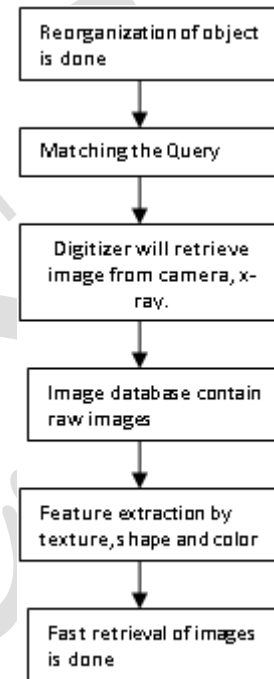 Reorganization of object
is done
Matching the Query
Digitizer will retrieve
image from camera, x-
ray.
Image database contain
raw images
Feature extraction by
texture, shape and color
Fast retrieval of images
is done